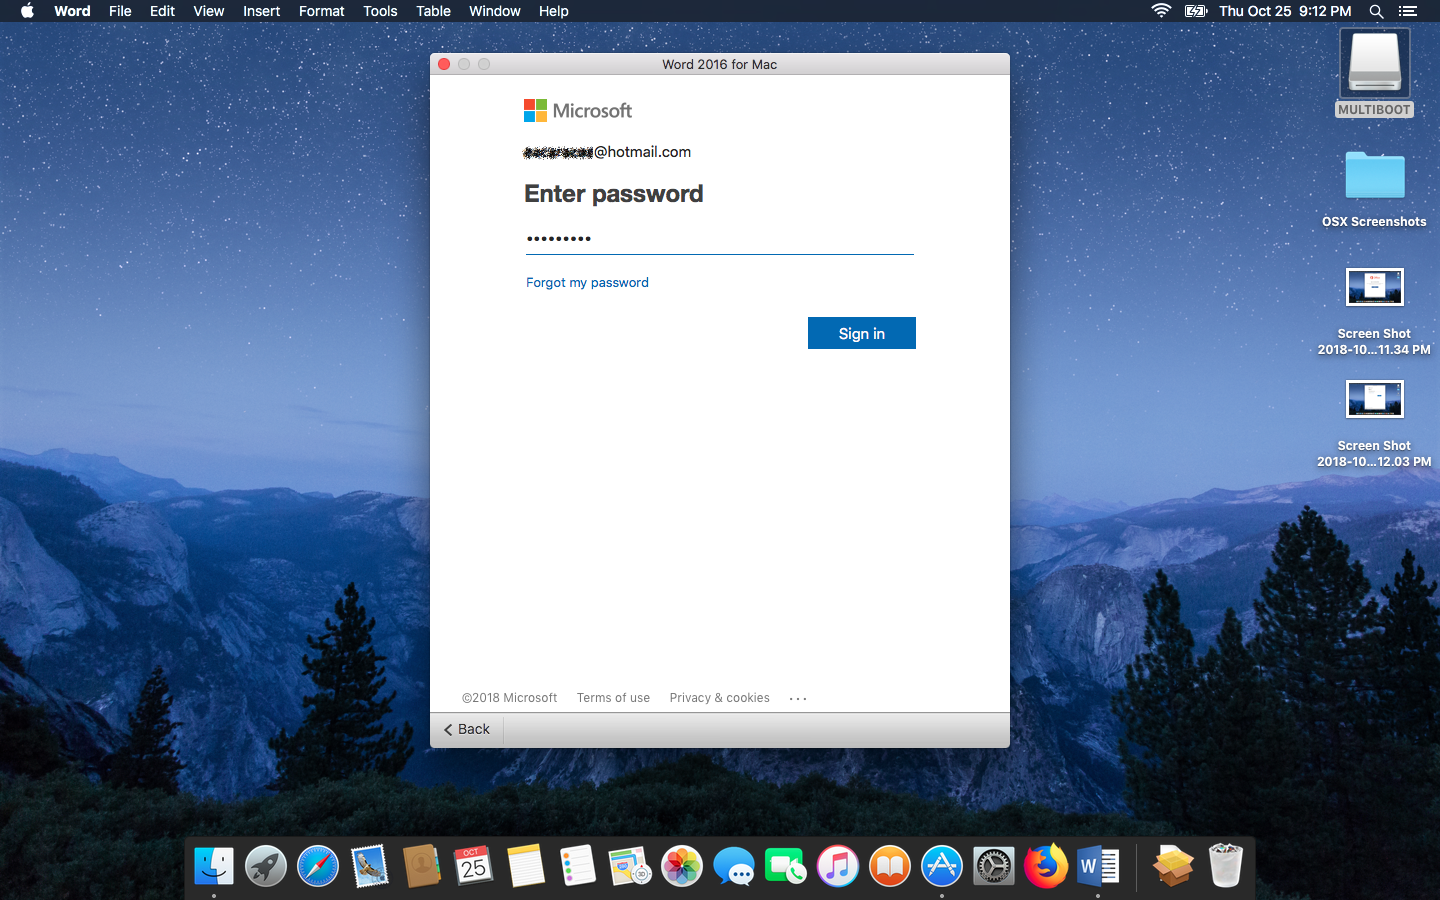 Word File Edit View Insert Format Tools Table Window Help
Thu Oct 25 9:12 PM
Word 2016 for Mac
Microsoft
@hotmail.com
Enter password
•••••••••
Forgot my password
Sign in
©2018 Microsoft Terms of use Privacy & cookies ...
Back
MULTIBOOT
OSX Screenshots
Screen Shot
2018-10...11.34 PM
Screen Shot
2018-10...12.03 PM
OCT
25
3D
W